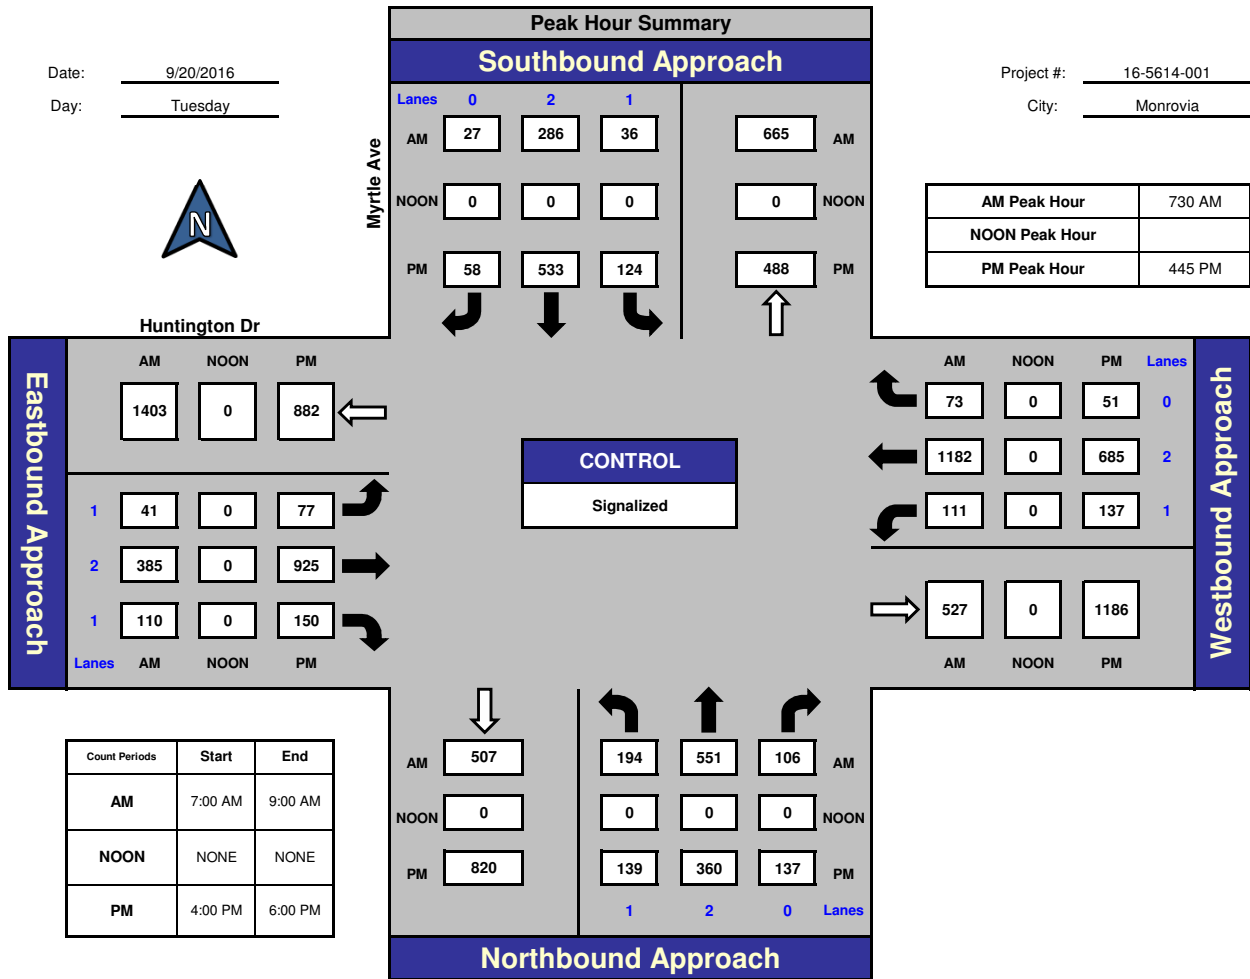 Peak Hour Summary
Southbound Approach
Date: 9/20/2016
Day: Tuesday
Project #: 16-5614-001
City: Monrovia
N
Myrtle Ave
Lanes 0 2 1
AM 27 286 36 665 AM
NOON 0 0 0 0 NOON
PM 58 533 124 488 PM
AM Peak Hour 730 AM
NOON Peak Hour
PM Peak Hour 445 PM
Huntington Dr
Eastbound Approach
AM NOON PM
1403 0 882
1 41 0 77
2 385 0 925
1 110 0 150
Lanes AM NOON PM
CONTROL
Signalized
AM NOON PM Lanes
73 0 51 0
1182 0 685 2
111 0 137 1
527 0 1186
AM NOON PM
Westbound Approach
Count Periods Start End
AM 7:00 AM 9:00 AM
NOON NONE NONE
PM 4:00 PM 6:00 PM
AM 507 194 551 106 AM
NOON 0 0 0 0 NOON
PM 820 139 360 137 PM
1 2 0 Lanes
Northbound Approach